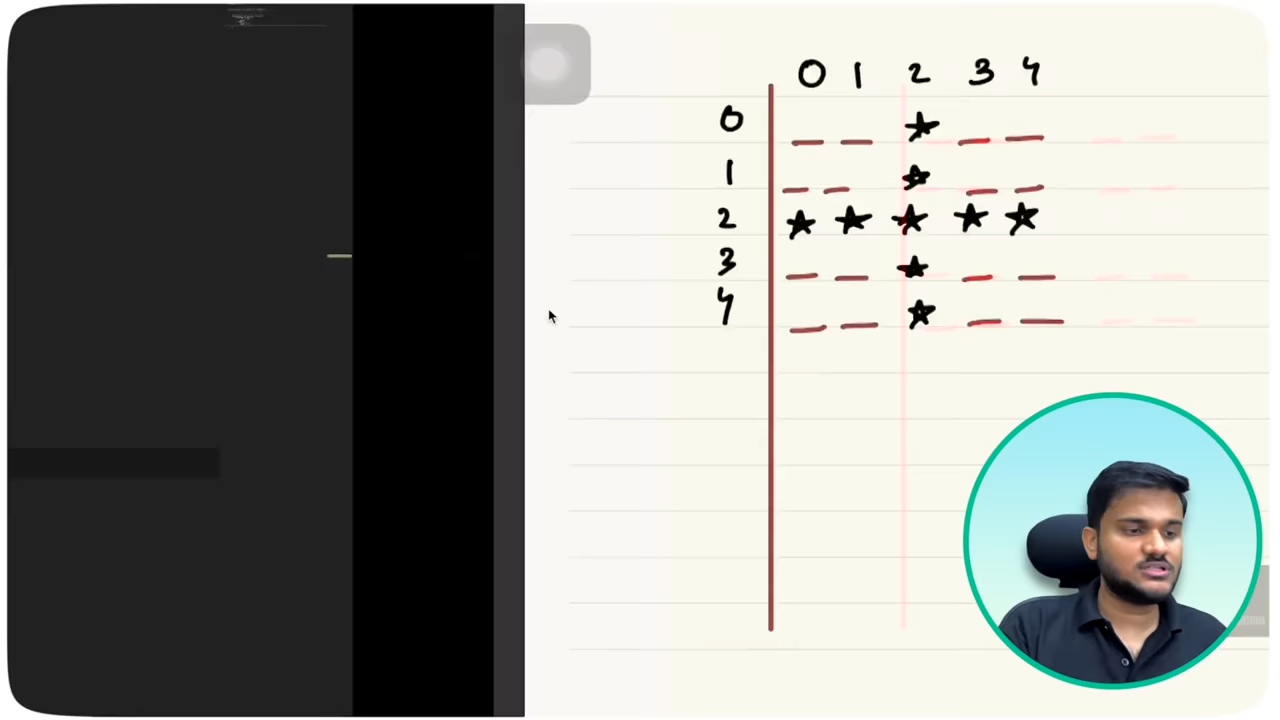 0 1 2 3 4
0 _ _ ★ _ _
1 _ _ ★ _ _
2 ★ ★ ★ ★ ★
3 _ _ ★ _ _
4 _ _ ★ _ _